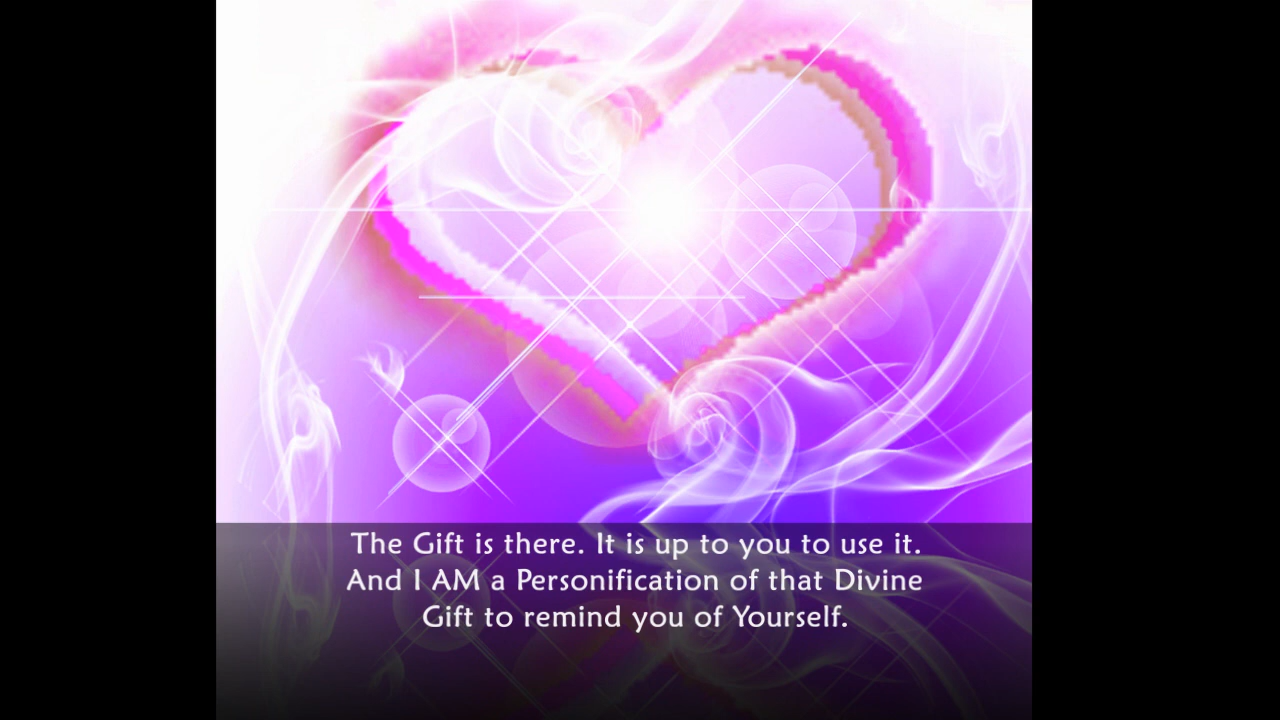 The Gift is there. It is up to you to use it.
And I AM a Personification of that Divine
Gift to remind you of Yourself.